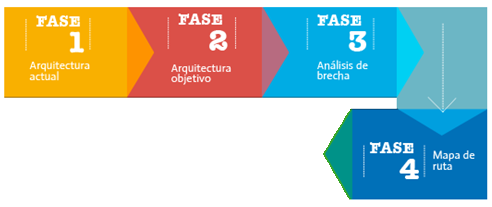 FASE
1
Arquitectura
actual
FASE
2
Arquitectura
objetivo
FASE
3
Análisis de
brecha
FASE
4
Mapa de
ruta